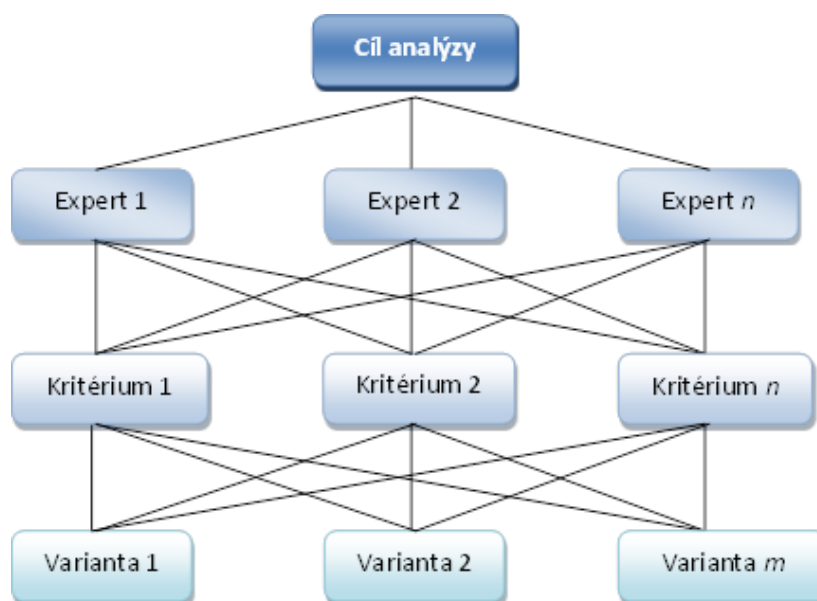 Cíl analýzy
Expert 1
Expert 2
Expert n
Kritérium 1
Kritérium 2
Kritérium n
Varianta 1
Varianta 2
Varianta m